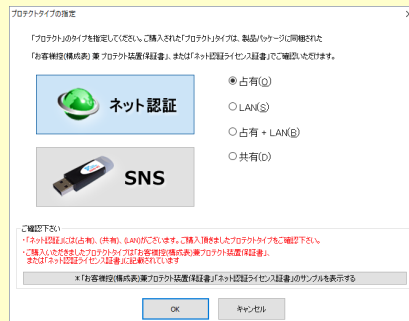 プロテクトタイプの指定
「プロテクト」のタイプを指定してください。ご購入された「プロテクト」タイプは、製品パッケージに同梱された
「お客様控(構成表) 兼 プロテクト装置保証書」、または「ネット認証ライセンス証書」でご確認いただけます。
ネット認証
SNS
占有(O)
LAN(S)
占有 + LAN(B)
共有(D)
ご確認下さい
・「ネット認証」には(占有)、(共有)、(LAN)がございます。ご購入頂きましたプロテクトタイプをご確認下さい。
・ご購入いただきましたプロテクトタイプは「お客様控(構成表)兼プロテクト装置保証書」、
または「ネット認証ライセンス証書」に記載されています
※「お客様控(構成表)兼プロテクト装置保証書」「ネット認証ライセンス証書」のサンプルを表示する
OK
キャンセル